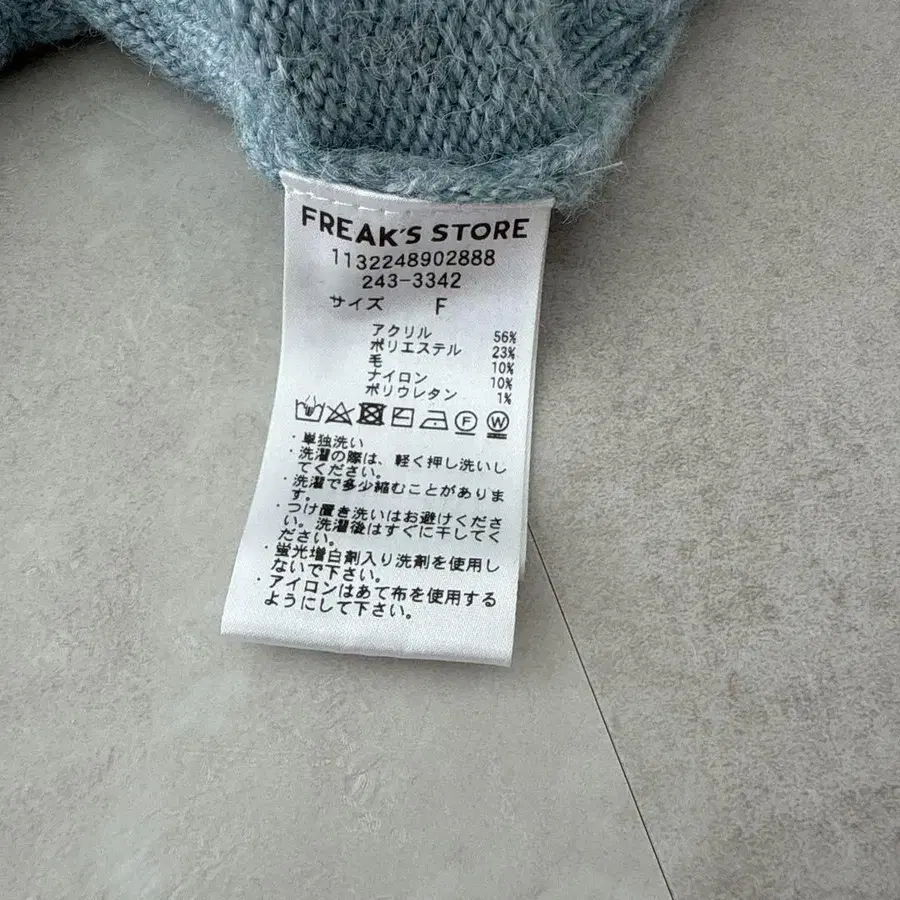 FREAK'S STORE
1132248902888
243-3342
サイズ F
アクリル 56%
ポリエステル 23%
毛 10%
ナイロン 10%
ポリウレタン 1%
F W
・単独洗い
・洗濯の際は、軽く押し洗いし
てください。
・洗濯で多少縮むことがありま
す。
・つけ置き洗いはお避けくださ
い。洗濯後はすぐに干してく
ださい。
・蛍光増白剤入り洗剤を使用し
ないで下さい。
・アイロンはあて布を使用する
ようにして下さい。